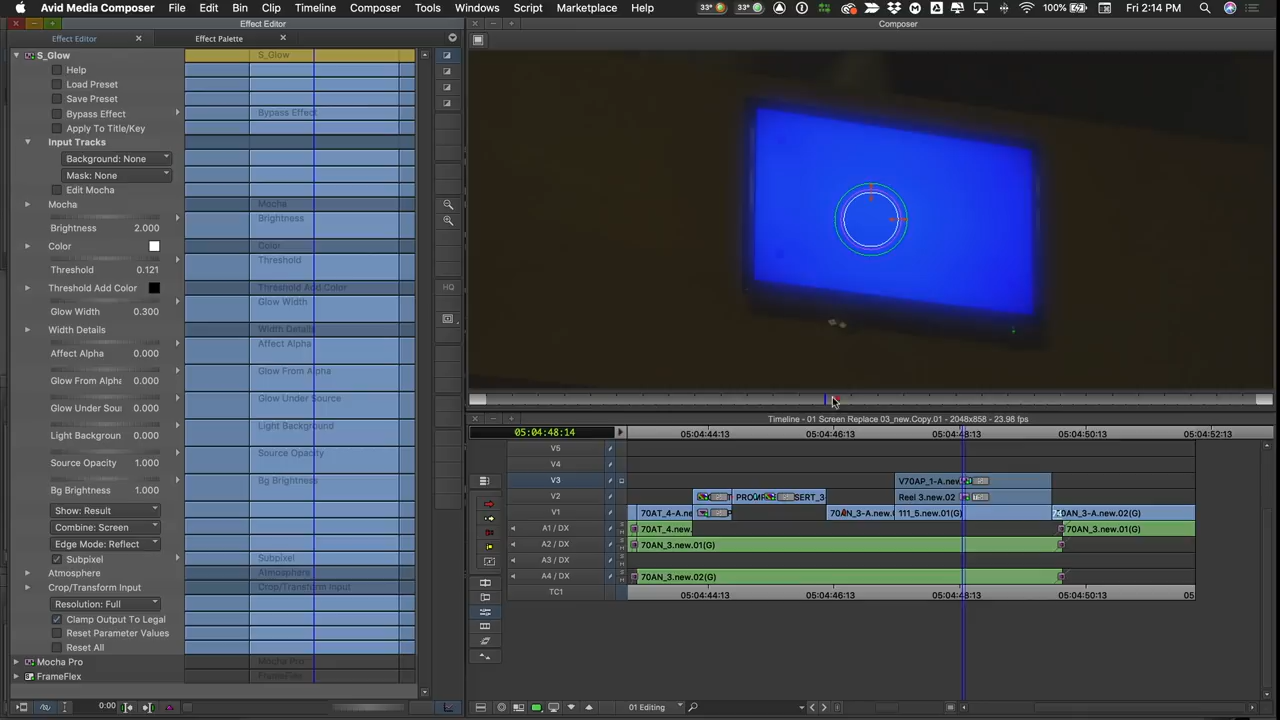 Avid Media Composer File Edit Bin Clip Timeline Composer Tools Windows Script Marketplace Help 33° 33° 100% Fri 2:14 PM
Effect Editor
Composer
Effect Editor Effect Palette
S_Glow S_Glow
Help
Load Preset
Save Preset
Bypass Effect Bypass Effect
Apply To Title/Key
Input Tracks
Background: None
Mask: None
Edit Mocha
Mocha Mocha
Brightness
Brightness 2.000
Color Color
Threshold
Threshold 0.121
Threshold Add Color Threshold Add Color
Glow Width
Glow Width 0.300
Width Details Width Details
Affect Alpha
Affect Alpha 0.000
Glow From Alpha
Glow From Alpha 0.000
Glow Under Source
Glow Under Sour 0.000
Light Background
Light Backgroun 0.000
Source Opacity
Source Opacity 1.000
Bg Brightness
Bg Brightness 1.000
Show: Result
Combine: Screen
Edge Mode: Reflect
Subpixel Subpixel
Atmosphere Atmosphere
Crop/Transform Input Crop/Transform Input
Resolution: Full
Clamp Output To Legal
Reset Parameter Values
Reset All
Mocha Pro Mocha Pro
FrameFlex FrameFlex
0:00
HQ
Timeline - 01 Screen Replace 03_new.Copy.01 - 2048x858 - 23.98 fps
05:04:48:14 05:04:44:13 05:04:46:13 05:04:48:13 05:04:50:13 05:04:52:13
V5
V4
V3 V70AP_1-A.new
V2 SERT_3 Reel 3.new.02
V1 70AT_4-A.ne 70AN_3-A.new. 111_5.new.01(G) 70AN_3-A.new.02(G)
A1 / DX S M 70AT_4.new. 70AN_3.new.01(G)
A2 / DX S M 70AN_3.new.01(G)
A3 / DX S M
A4 / DX S M 70AN_3.new.02(G)
TC1 05:04:44:13 05:04:46:13 05:04:48:13 05:04:50:13 05
01 Editing